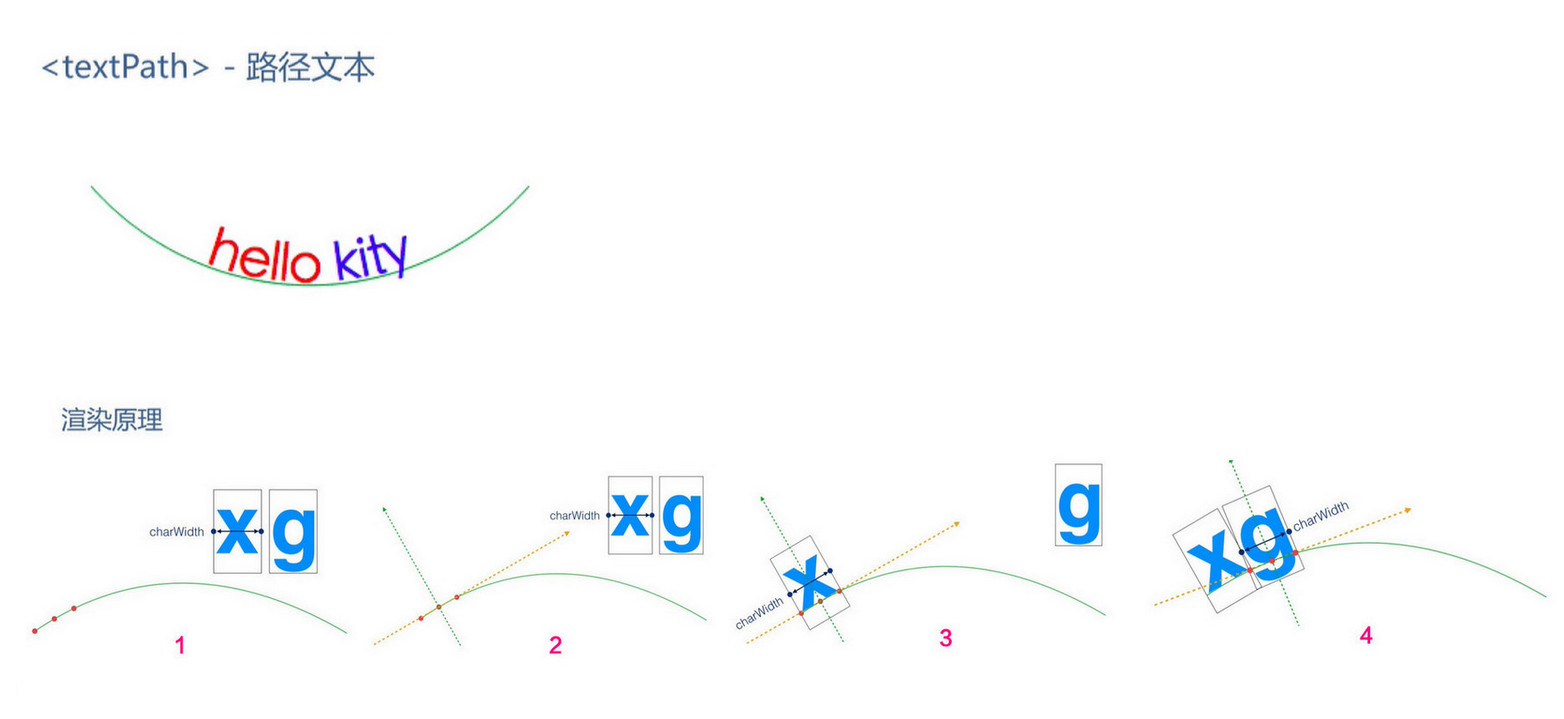 <textPath> - 路径文本
hello kity
渲染原理
charWidth x g
charWidth x g
charWidth x g
x g charWidth
1 2 3 4